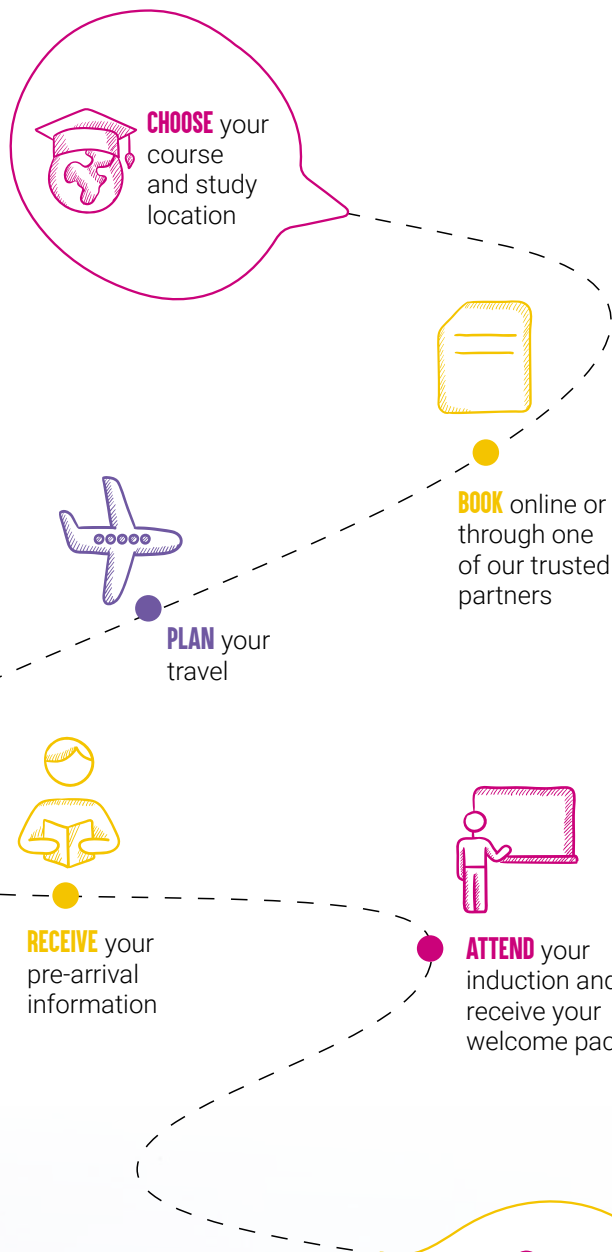 CHOOSE your
course
and study
location
BOOK online or
through one
of our trusted
partners
PLAN your
travel
RECEIVE your
pre-arrival
information
ATTEND your
induction
receive your
welcome